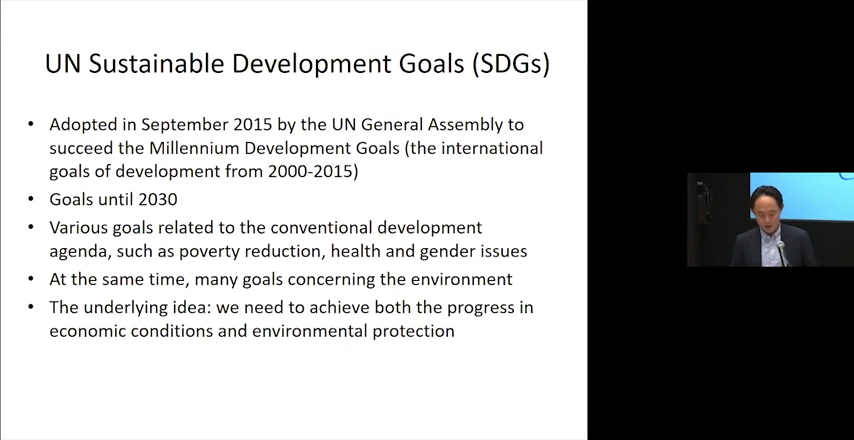 UN Sustainable Development Goals (SDGs)
• Adopted in September 2015 by the UN General Assembly to
succeed the Millennium Development Goals (the international
goals of development from 2000-2015)
• Goals until 2030
• Various goals related to the conventional development
agenda, such as poverty reduction, health and gender issues
• At the same time, many goals concerning the environment
• The underlying idea: we need to achieve both the progress in
economic conditions and environmental protection